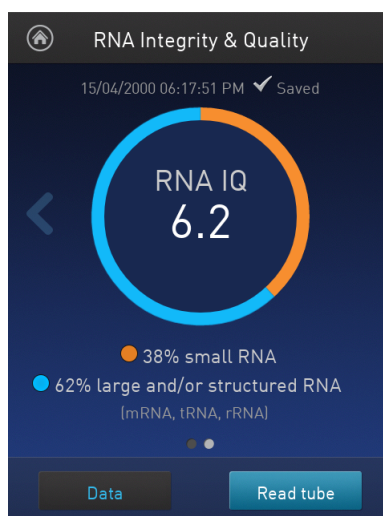 RNA Integrity & Quality
15/04/2000 06:17:51 PM Saved
RNA IQ
6.2
38% small RNA
62% large and/or structured RNA
(mRNA, tRNA, rRNA)
Data Read tube